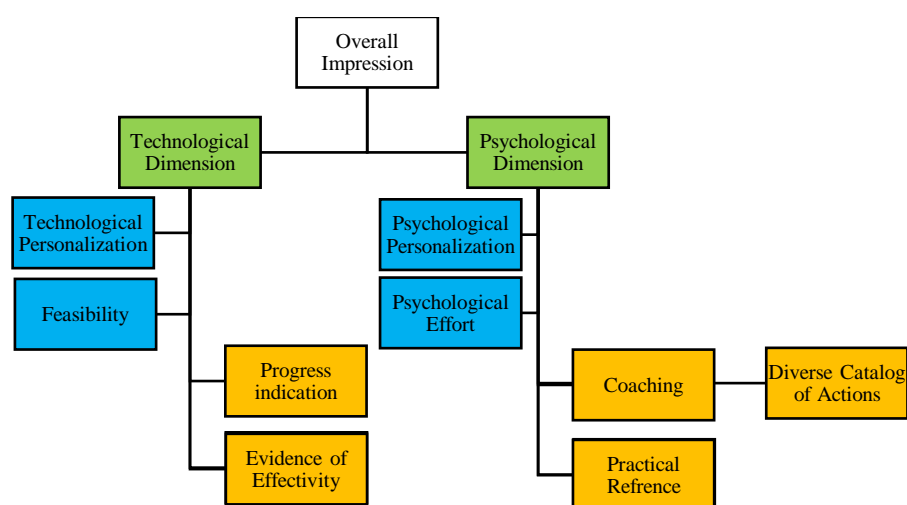 Overall
Impression
Technological
Dimension
Psychological
Dimension
Technological
Personalization
Psychological
Personalization
Feasibility
Psychological
Effort
Progress
indication
Coaching
Diverse Catalog
of Actions
Evidence of
Effectivity
Practical
Refrence